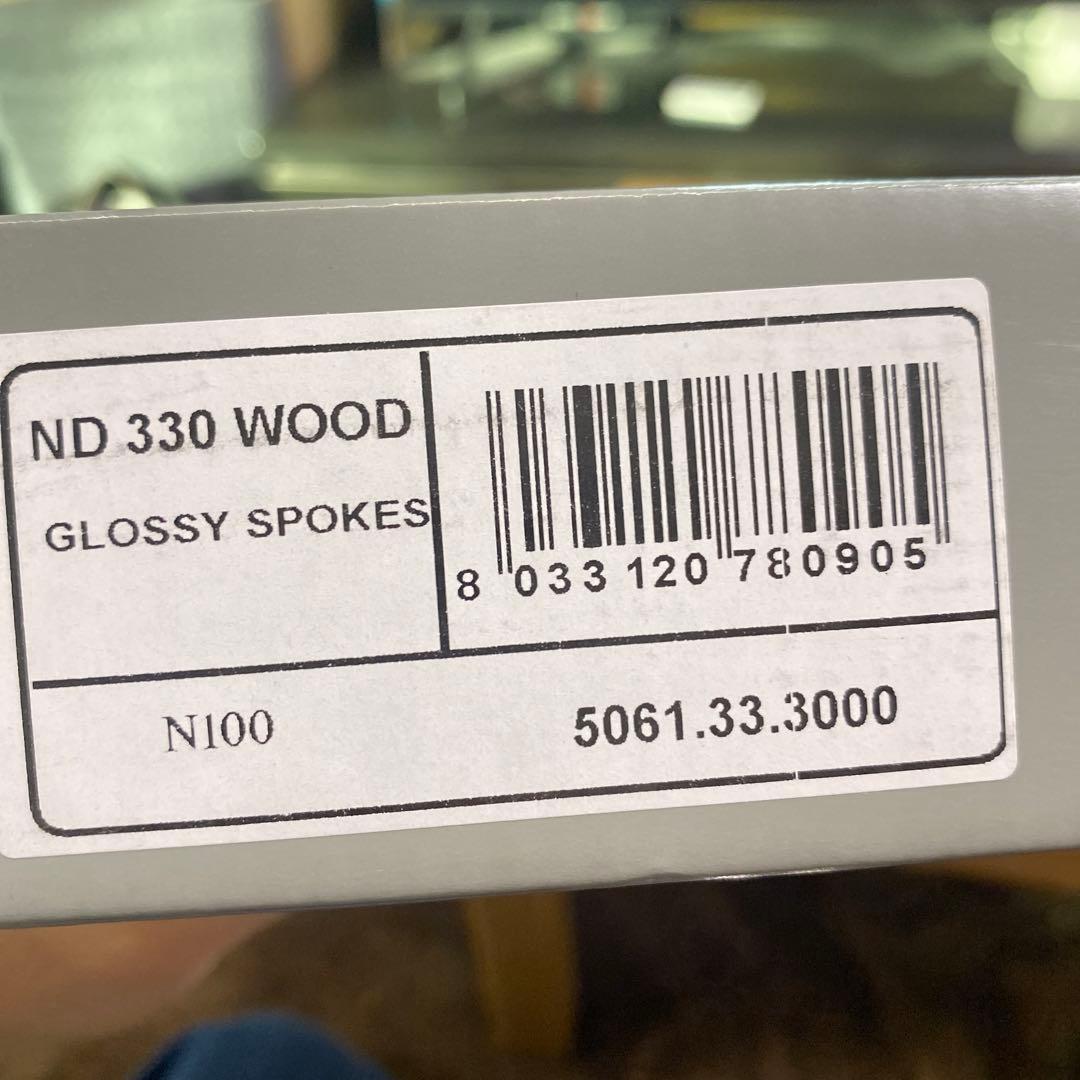 ND 330 WOOD
GLOSSY SPOKES
8 033120 780905
N100
5061.33.3000